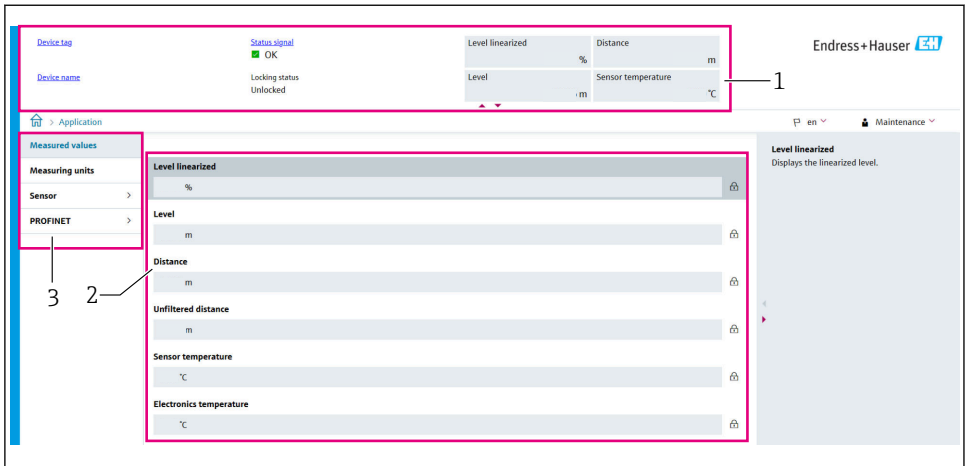 Device tag
Status signal
OK
Level linearized
%
Distance
m
Endress+Hauser EH
Device name
Locking status
Unlocked
Level
m
Sensor temperature
°C
1
> Application
en
Maintenance
Measured values
Measuring units
Sensor >
PROFINET >
3
2
Level linearized
%
Level
m
Distance
m
Unfiltered distance
m
Sensor temperature
°C
Electronics temperature
°C
Level linearized
Displays the linearized level.